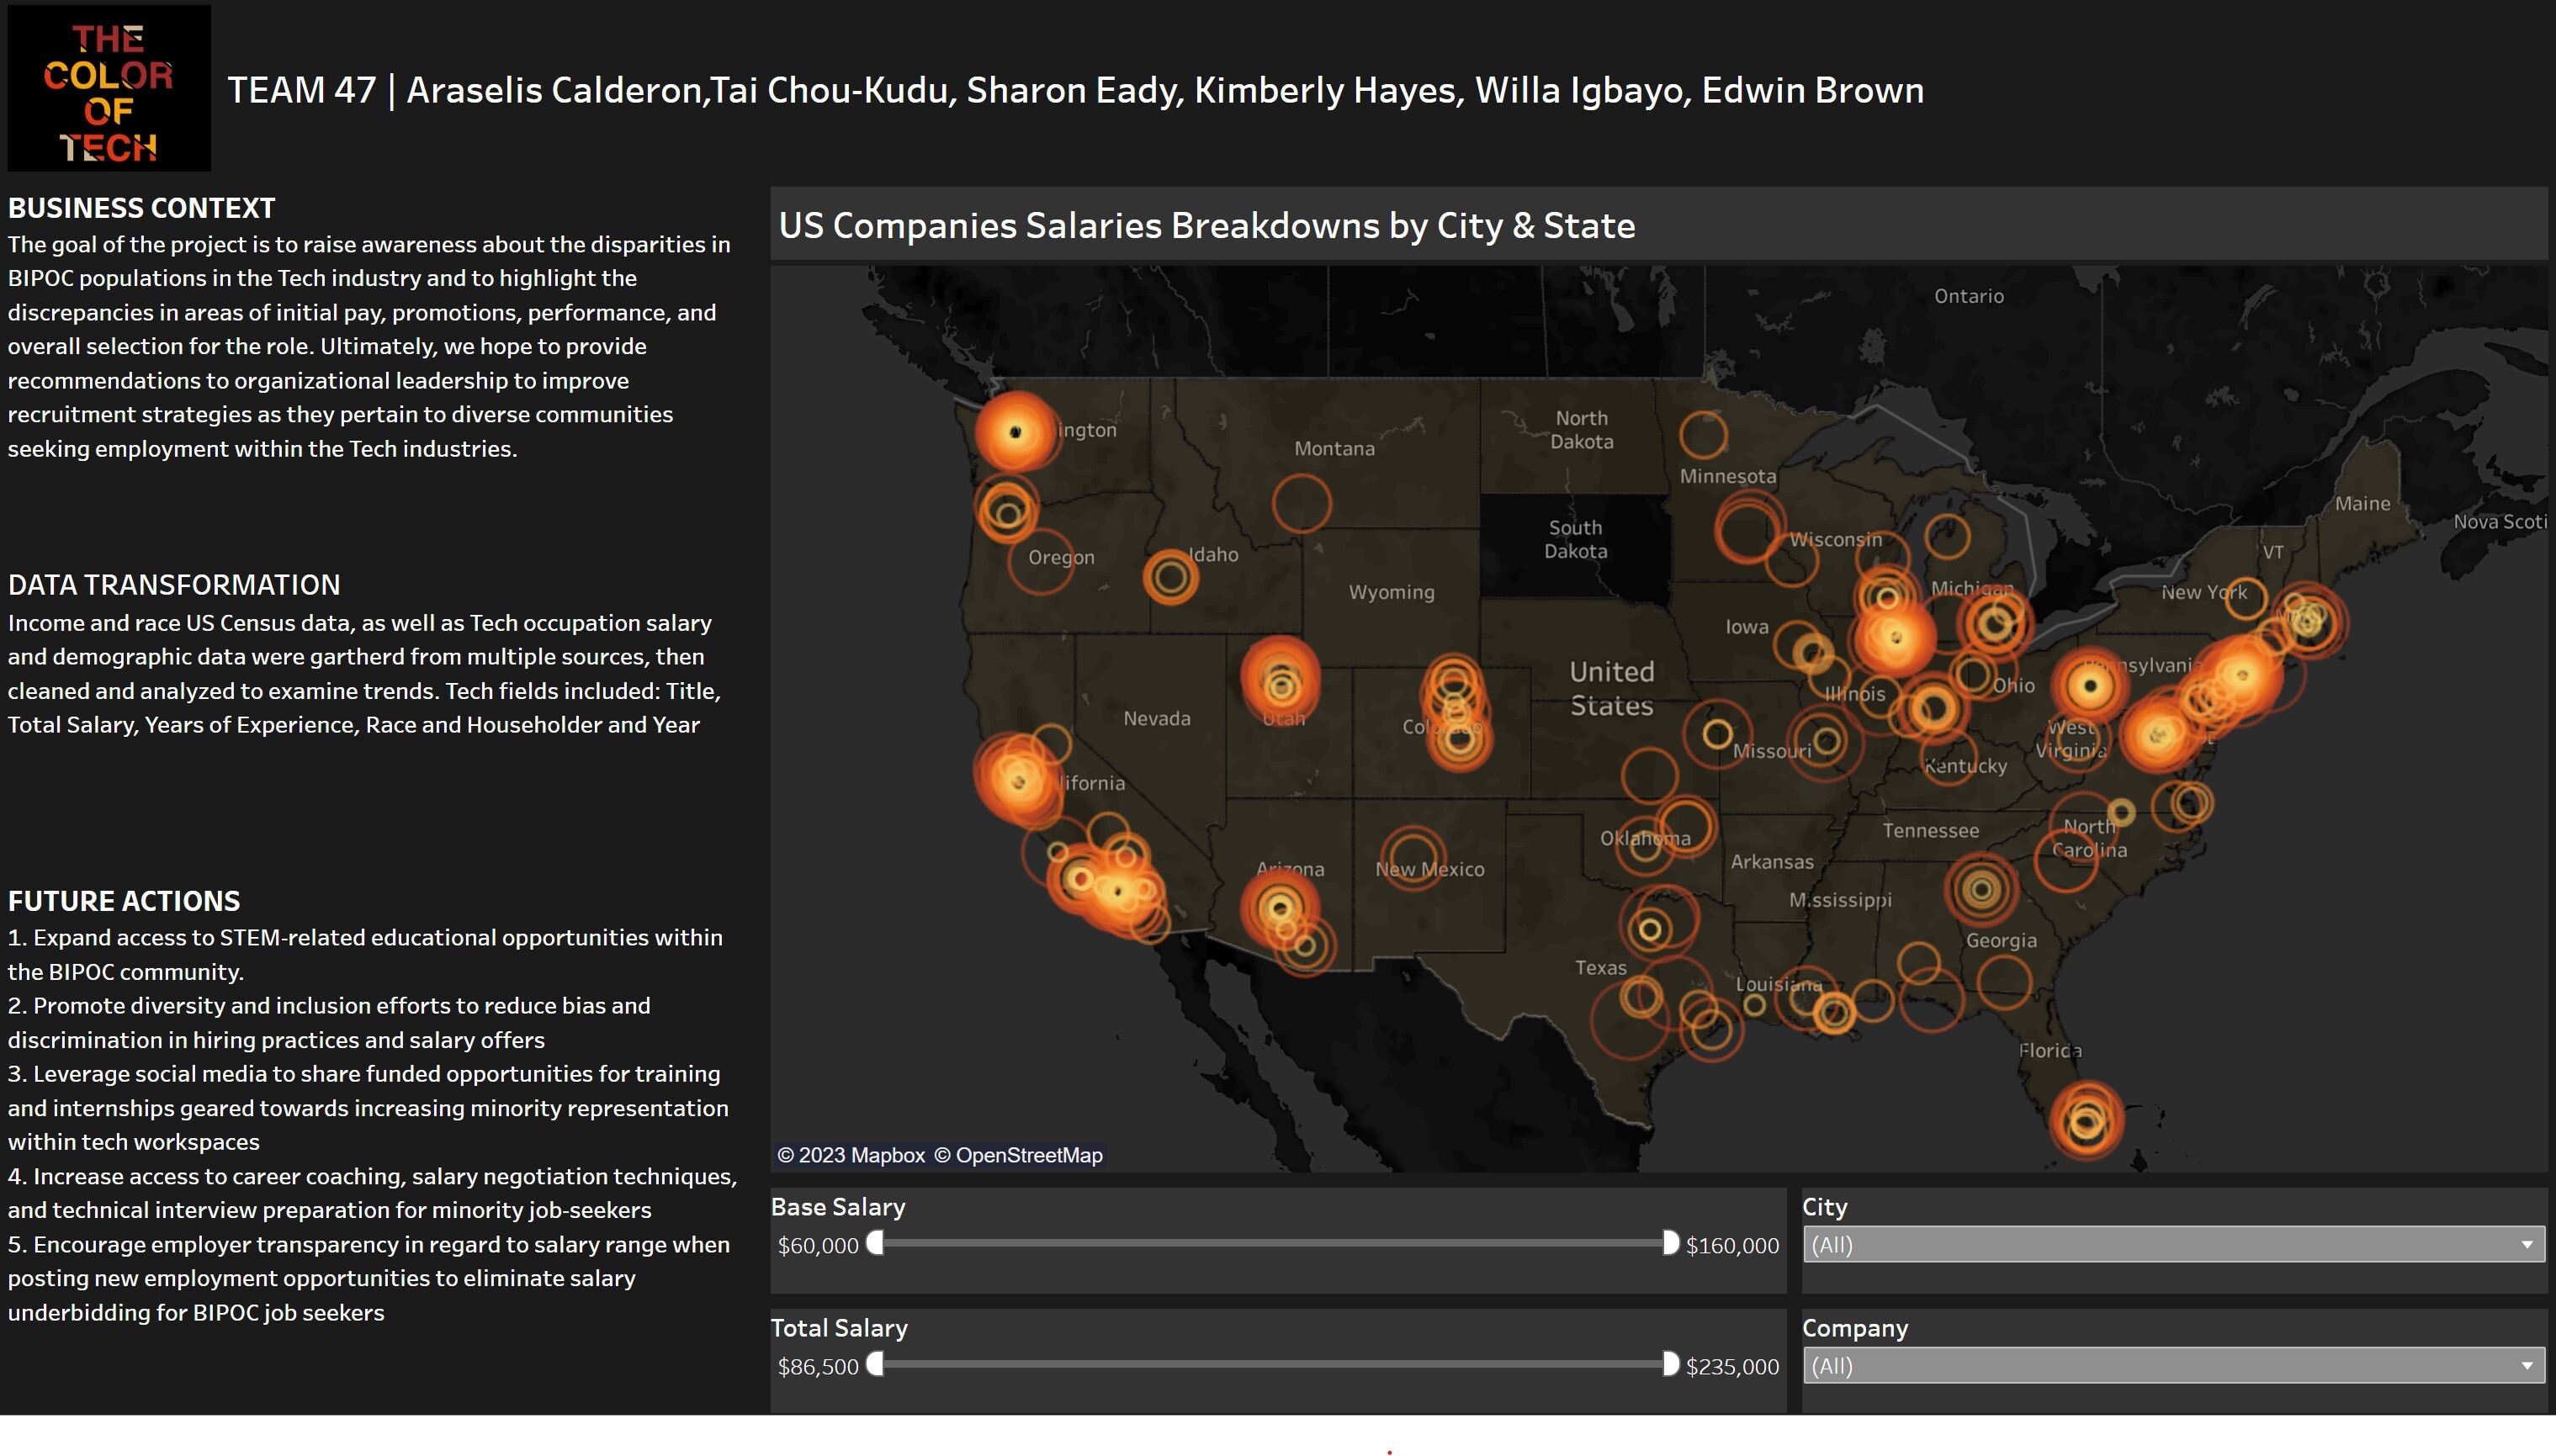 THE
COLOR
OF
TECH
TEAM 47 | Araselis Calderon,Tai Chou-Kudu, Sharon Eady, Kimberly Hayes, Willa Igbayo, Edwin Brown
BUSINESS CONTEXT
The goal of the project is to raise awareness about the disparities in
BIPOC populations in the Tech industry and to highlight the
discrepancies in areas of initial pay, promotions, performance, and
overall selection for the role. Ultimately, we hope to provide
recommendations to organizational leadership to improve
recruitment strategies as they pertain to diverse communities
seeking employment within the Tech industries.
DATA TRANSFORMATION
Income and race US Census data, as well as Tech occupation salary
and demographic data were gartherd from multiple sources, then
cleaned and analyzed to examine trends. Tech fields included: Title,
Total Salary, Years of Experience, Race and Householder and Year
FUTURE ACTIONS
1. Expand access to STEM-related educational opportunities within
the BIPOC community.
2. Promote diversity and inclusion efforts to reduce bias and
discrimination in hiring practices and salary offers
3. Leverage social media to share funded opportunities for training
and internships geared towards increasing minority representation
within tech workspaces
4. Increase access to career coaching, salary negotiation techniques,
and technical interview preparation for minority job-seekers
5. Encourage employer transparency in regard to salary range when
posting new employment opportunities to eliminate salary
underbidding for BIPOC job seekers
US Companies Salaries Breakdowns by City & State
Ontario
ington
Montana
North
Dakota
Minnesota
Maine
Nova Scoti
South
Dakota
Wisconsin
VT
Oregon
Idaho
Wyoming
Michigan
New York
Iowa
United
States
nsylvania
Illinois
Ohio
Nevada
Utah
Colorado
Missouri
West
Virginia
ifornia
Kentucky
Oklahoma
Tennessee
North
Carolina
Arizona
New Mexico
Arkansas
Mississippi
Georgia
Texas
Louisiana
Florida
© 2023 Mapbox © OpenStreetMap
Base Salary
$60,000
$160,000
City
(All)
Total Salary
$86,500
$235,000
Company
(All)